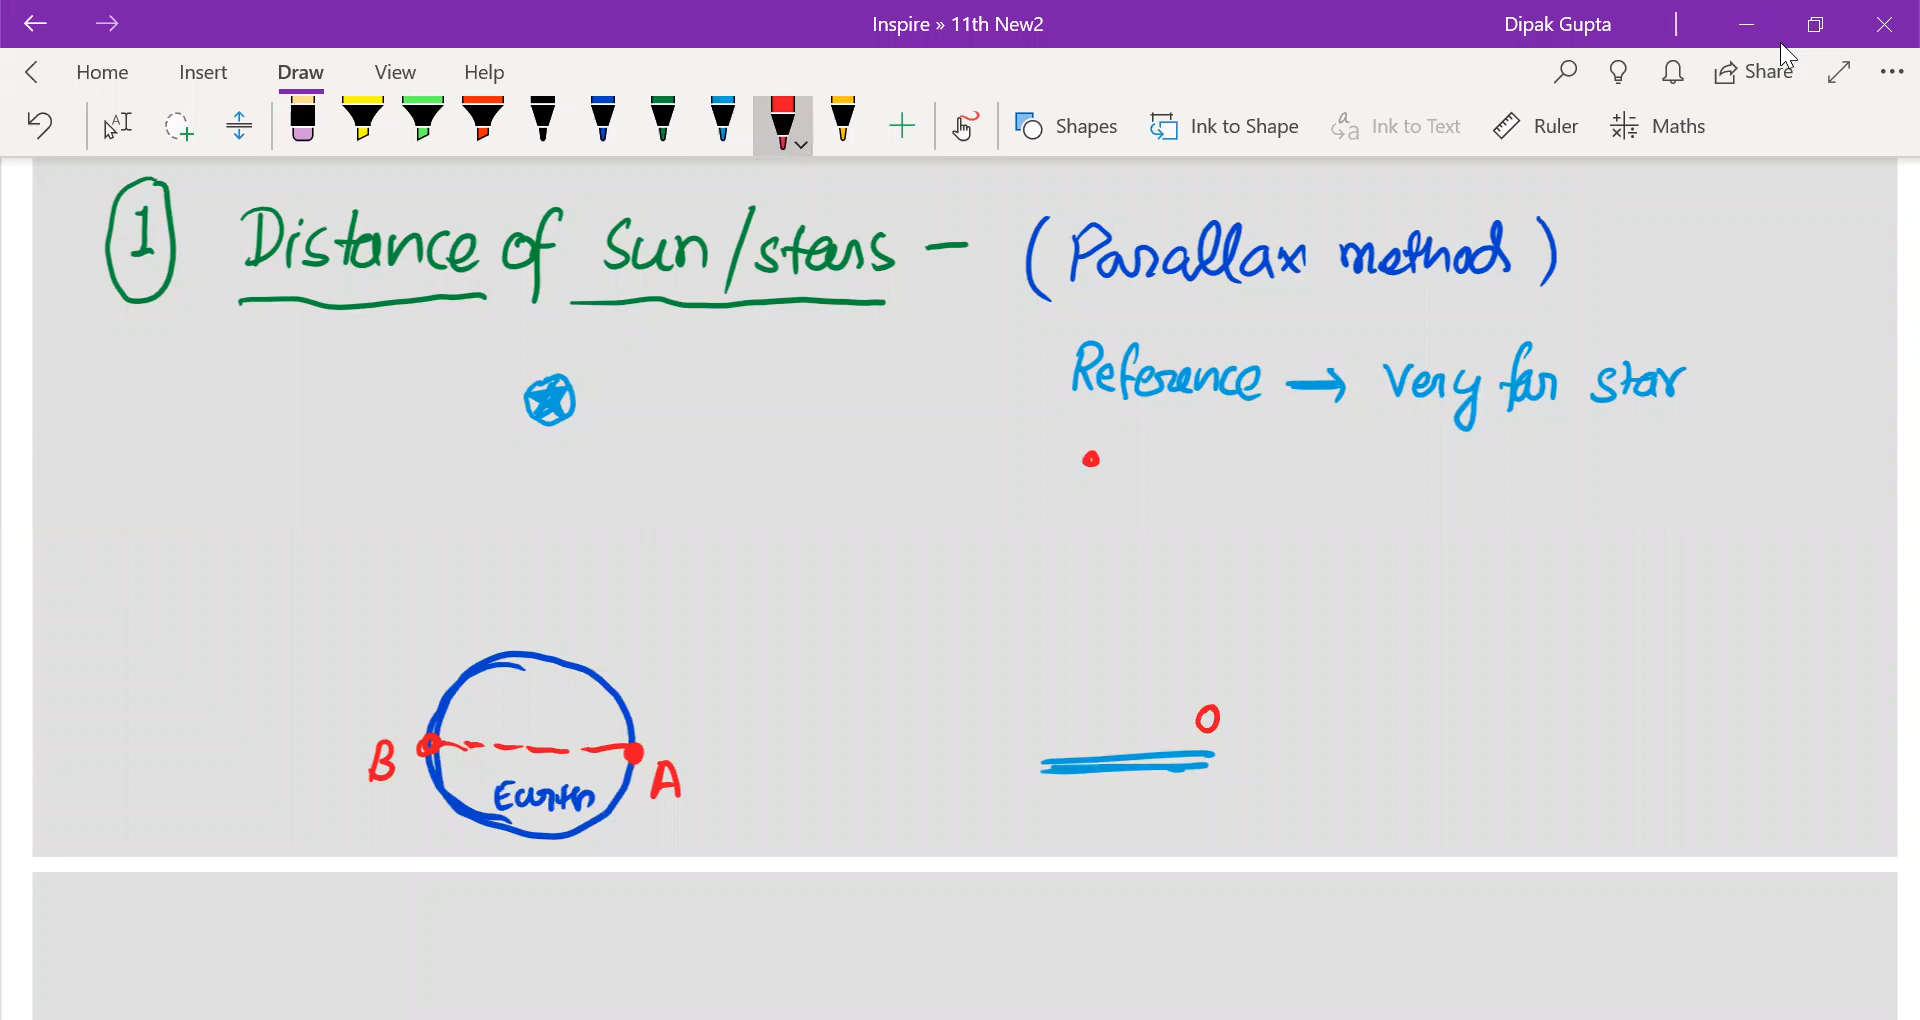 Inspire » 11th New2
Dipak Gupta
Home Insert Draw View Help
Share
Shapes Ink to Shape Ink to Text Ruler Maths
1 Distance of Sun/stars - (Parallax method)
Reference → Very far star
O
B
A
Earth